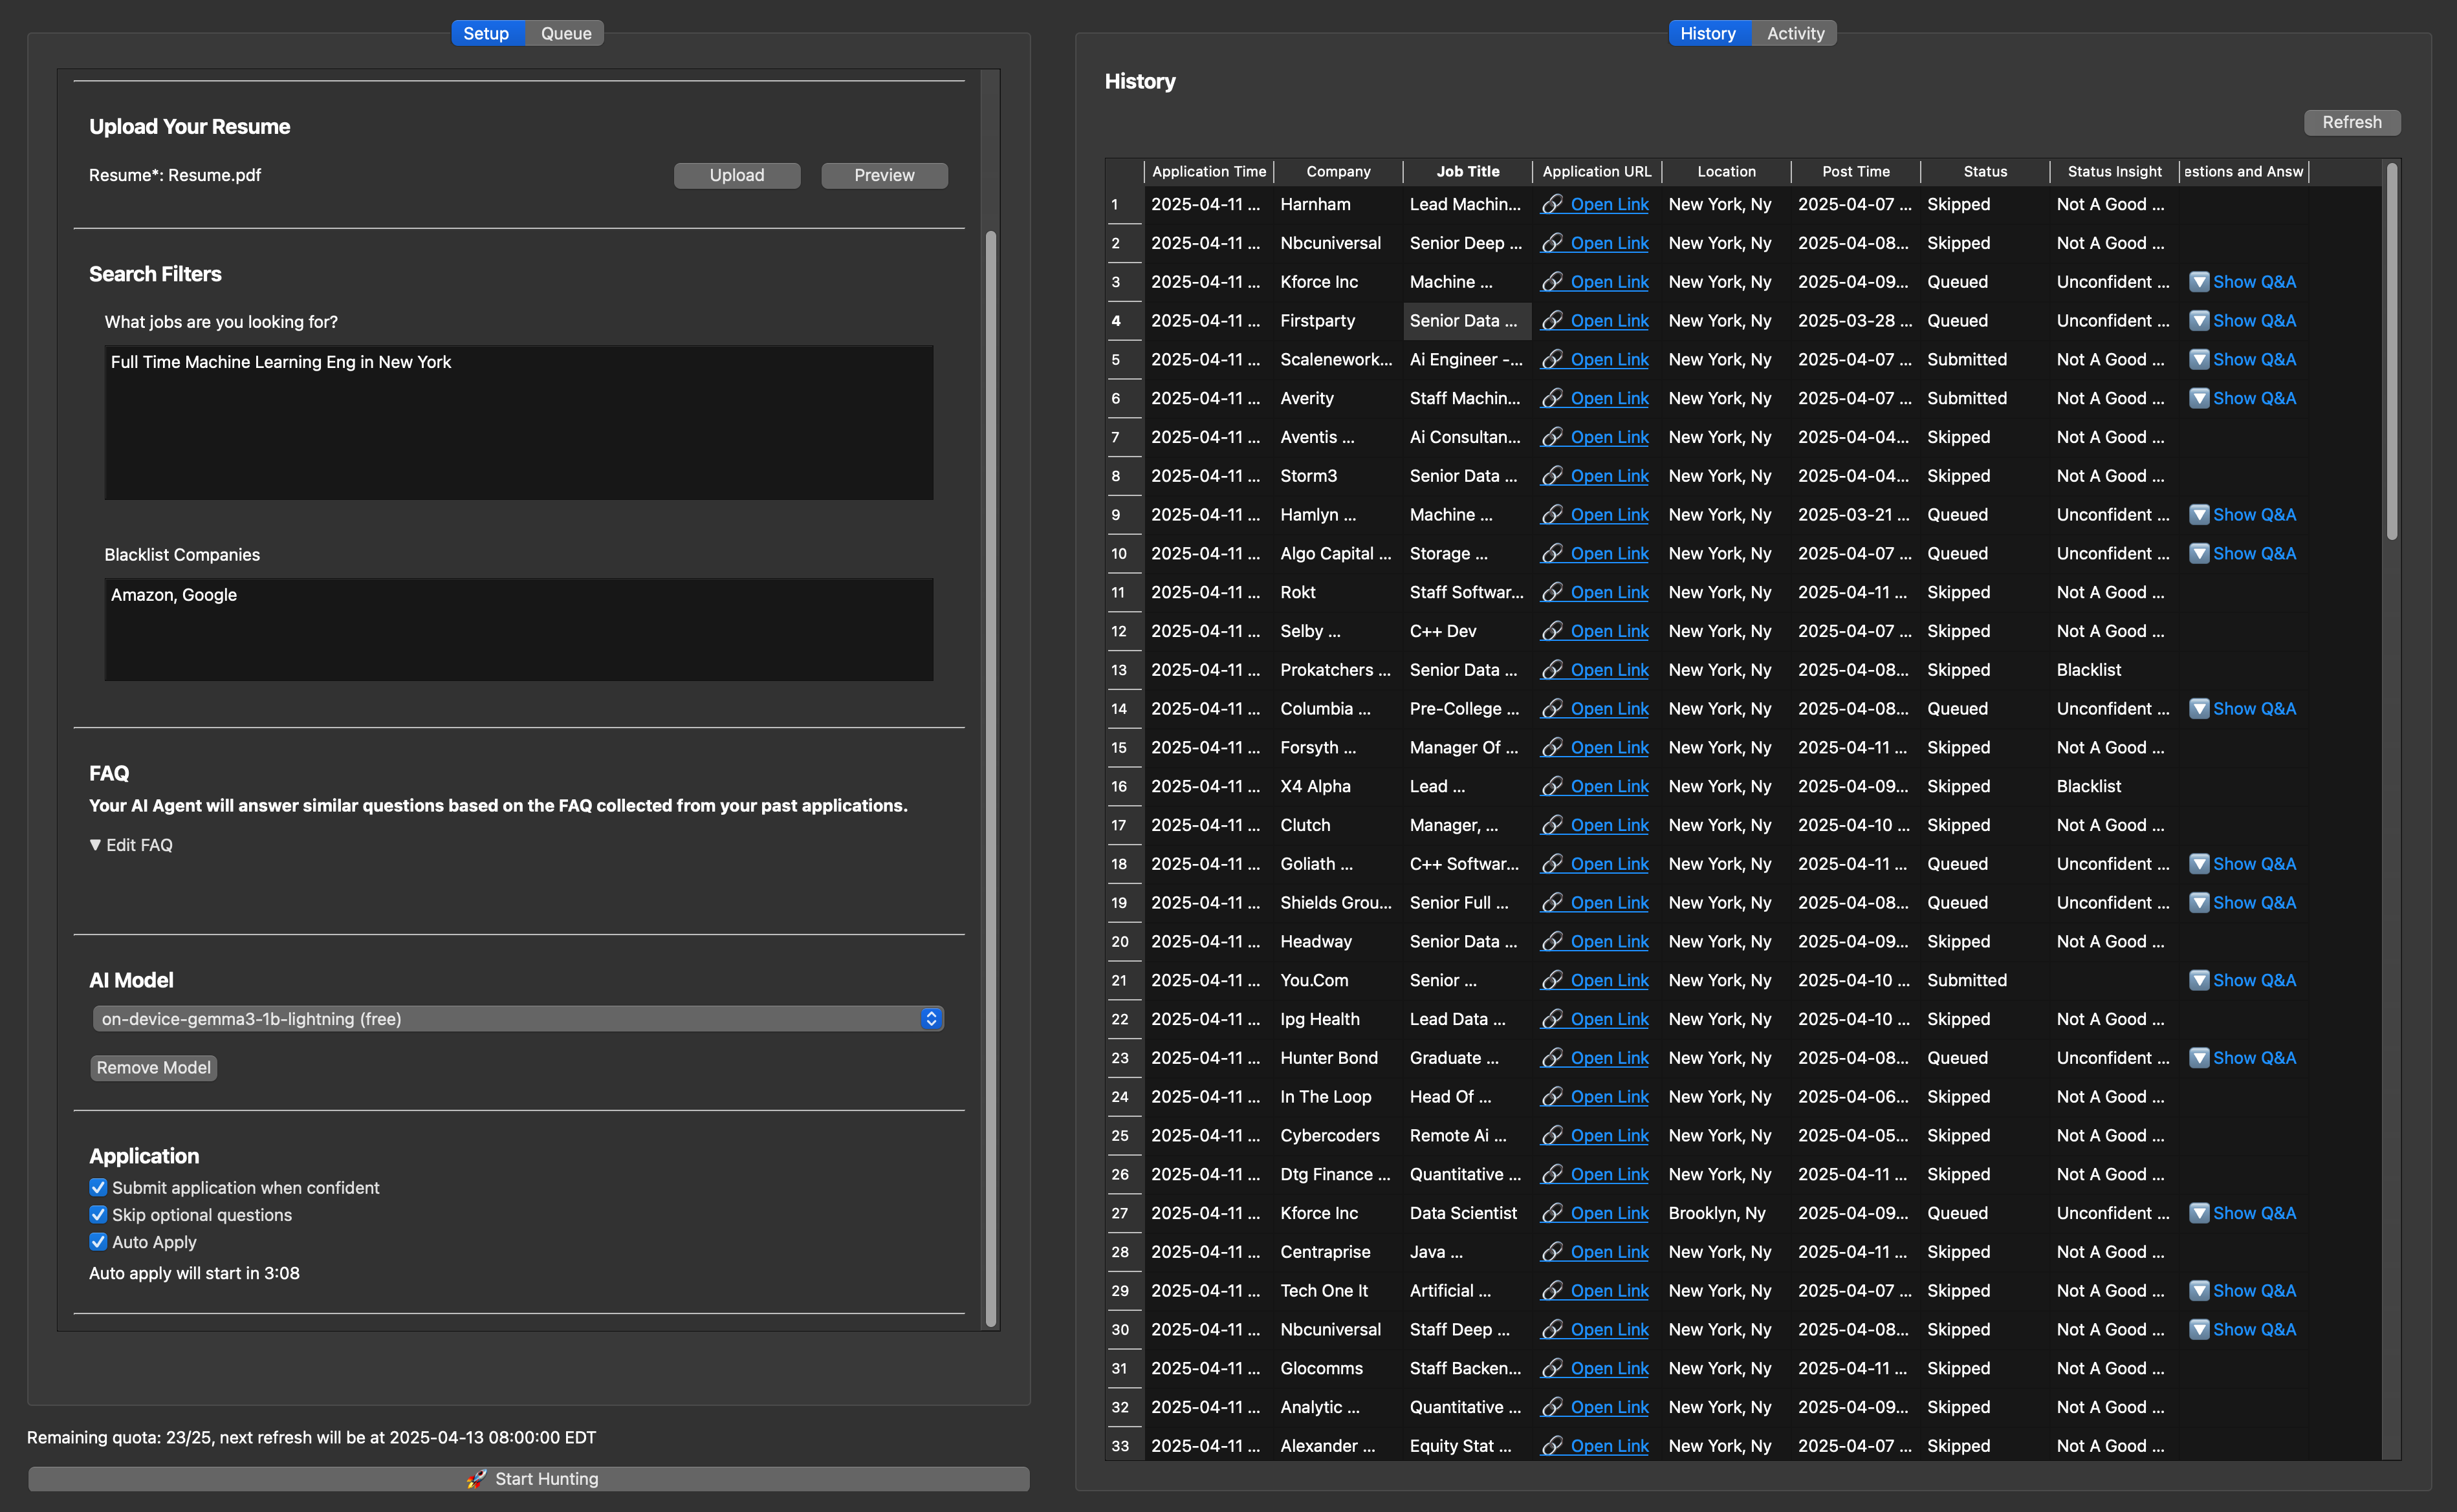 Setup Queue
Upload Your Resume
Resume*: Resume.pdf Upload Preview
Search Filters
What jobs are you looking for?
Full Time Machine Learning Eng in New York
Blacklist Companies
Amazon, Google
FAQ
Your AI Agent will answer similar questions based on the FAQ collected from your past applications.
▼ Edit FAQ
AI Model
on-device-gemma3-1b-lightning (free)
Remove Model
Application
Submit application when confident
Skip optional questions
Auto Apply
Auto apply will start in 3:08
Remaining quota: 23/25, next refresh will be at 2025-04-13 08:00:00 EDT
🚀 Start Hunting
History Activity
History
Refresh
Application Time Company Job Title Application URL Location Post Time Status Status Insight estions and Answ
1 2025-04-11 ... Harnham Lead Machin... Open Link New York, Ny 2025-04-07 ... Skipped Not A Good ...
2 2025-04-11 ... Nbcuniversal Senior Deep ... Open Link New York, Ny 2025-04-08... Skipped Not A Good ...
3 2025-04-11 ... Kforce Inc Machine ... Open Link New York, Ny 2025-04-09... Queued Unconfident ... Show Q&A
4 2025-04-11 ... Firstparty Senior Data ... Open Link New York, Ny 2025-03-28 ... Queued Unconfident ... Show Q&A
5 2025-04-11 ... Scalenework... Ai Engineer -... Open Link New York, Ny 2025-04-07 ... Submitted Not A Good ... Show Q&A
6 2025-04-11 ... Averity Staff Machin... Open Link New York, Ny 2025-04-07 ... Submitted Not A Good ... Show Q&A
7 2025-04-11 ... Aventis ... Ai Consultan... Open Link New York, Ny 2025-04-04... Skipped Not A Good ...
8 2025-04-11 ... Storm3 Senior Data ... Open Link New York, Ny 2025-04-04... Skipped Not A Good ...
9 2025-04-11 ... Hamlyn ... Machine ... Open Link New York, Ny 2025-03-21 ... Queued Unconfident ... Show Q&A
10 2025-04-11 ... Algo Capital ... Storage ... Open Link New York, Ny 2025-04-07 ... Queued Unconfident ... Show Q&A
11 2025-04-11 ... Rokt Staff Softwar... Open Link New York, Ny 2025-04-11 ... Skipped Not A Good ...
12 2025-04-11 ... Selby ... C++ Dev Open Link New York, Ny 2025-04-07 ... Skipped Not A Good ...
13 2025-04-11 ... Prokatchers ... Senior Data ... Open Link New York, Ny 2025-04-08... Skipped Blacklist
14 2025-04-11 ... Columbia ... Pre-College ... Open Link New York, Ny 2025-04-08... Queued Unconfident ... Show Q&A
15 2025-04-11 ... Forsyth ... Manager Of ... Open Link New York, Ny 2025-04-11 ... Skipped Not A Good ...
16 2025-04-11 ... X4 Alpha Lead ... Open Link New York, Ny 2025-04-09... Skipped Blacklist
17 2025-04-11 ... Clutch Manager, ... Open Link New York, Ny 2025-04-10 ... Skipped Not A Good ...
18 2025-04-11 ... Goliath ... C++ Softwar... Open Link New York, Ny 2025-04-11 ... Queued Unconfident ... Show Q&A
19 2025-04-11 ... Shields Grou... Senior Full ... Open Link New York, Ny 2025-04-08... Queued Unconfident ... Show Q&A
20 2025-04-11 ... Headway Senior Data ... Open Link New York, Ny 2025-04-09... Skipped Not A Good ...
21 2025-04-11 ... You.Com Senior ... Open Link New York, Ny 2025-04-10 ... Submitted Show Q&A
22 2025-04-11 ... Ipg Health Lead Data ... Open Link New York, Ny 2025-04-10 ... Skipped Not A Good ...
23 2025-04-11 ... Hunter Bond Graduate ... Open Link New York, Ny 2025-04-08... Queued Unconfident ... Show Q&A
24 2025-04-11 ... In The Loop Head Of ... Open Link New York, Ny 2025-04-06... Skipped Not A Good ...
25 2025-04-11 ... Cybercoders Remote Ai ... Open Link New York, Ny 2025-04-05... Skipped Not A Good ...
26 2025-04-11 ... Dtg Finance ... Quantitative ... Open Link New York, Ny 2025-04-11 ... Skipped Not A Good ...
27 2025-04-11 ... Kforce Inc Data Scientist Open Link Brooklyn, Ny 2025-04-09... Queued Unconfident ... Show Q&A
28 2025-04-11 ... Centraprise Java ... Open Link New York, Ny 2025-04-11 ... Skipped Not A Good ...
29 2025-04-11 ... Tech One It Artificial ... Open Link New York, Ny 2025-04-07 ... Skipped Not A Good ... Show Q&A
30 2025-04-11 ... Nbcuniversal Staff Deep ... Open Link New York, Ny 2025-04-08... Skipped Not A Good ... Show Q&A
31 2025-04-11 ... Glocomms Staff Backen... Open Link New York, Ny 2025-04-11 ... Skipped Not A Good ...
32 2025-04-11 ... Analytic ... Quantitative ... Open Link New York, Ny 2025-04-09... Skipped Not A Good ...
33 2025-04-11 ... Alexander ... Equity Stat ... Open Link New York, Ny 2025-04-07 ... Skipped Not A Good ...